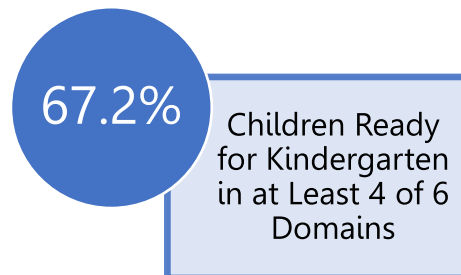 67.2%
Children Ready
for Kindergarten
in at Least 4 of 6
Domains